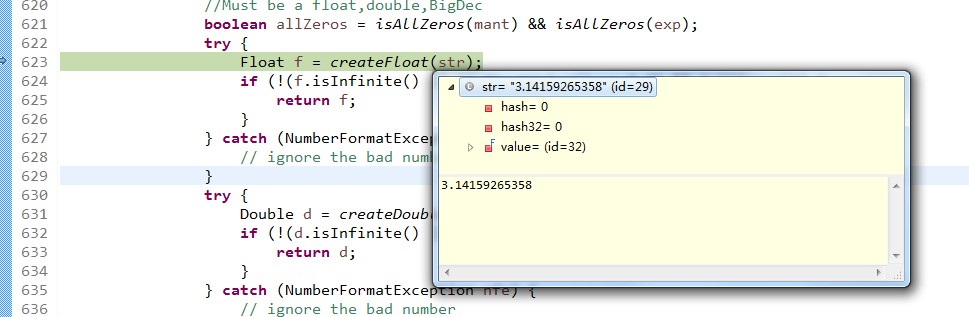 620 //Must be a float,double,BigDec
621 boolean allZeros = isAllZeros(mant) && isAllZeros(exp);
622 try {
623 Float f = createFloat(str);
624 if (!(f.isInfinite()
625 return f;
626 }
627 } catch (NumberFormatExcep
628 // ignore the bad numb
629 }
630 try {
631 Double d = createDoub
632 if (!(d.isInfinite()
633 return d;
634 }
635 } catch (NumberFormatException nfe) {
636 // ignore the bad number
str= "3.14159265358" (id=29)
hash= 0
hash32= 0
value= (id=32)
3.14159265358